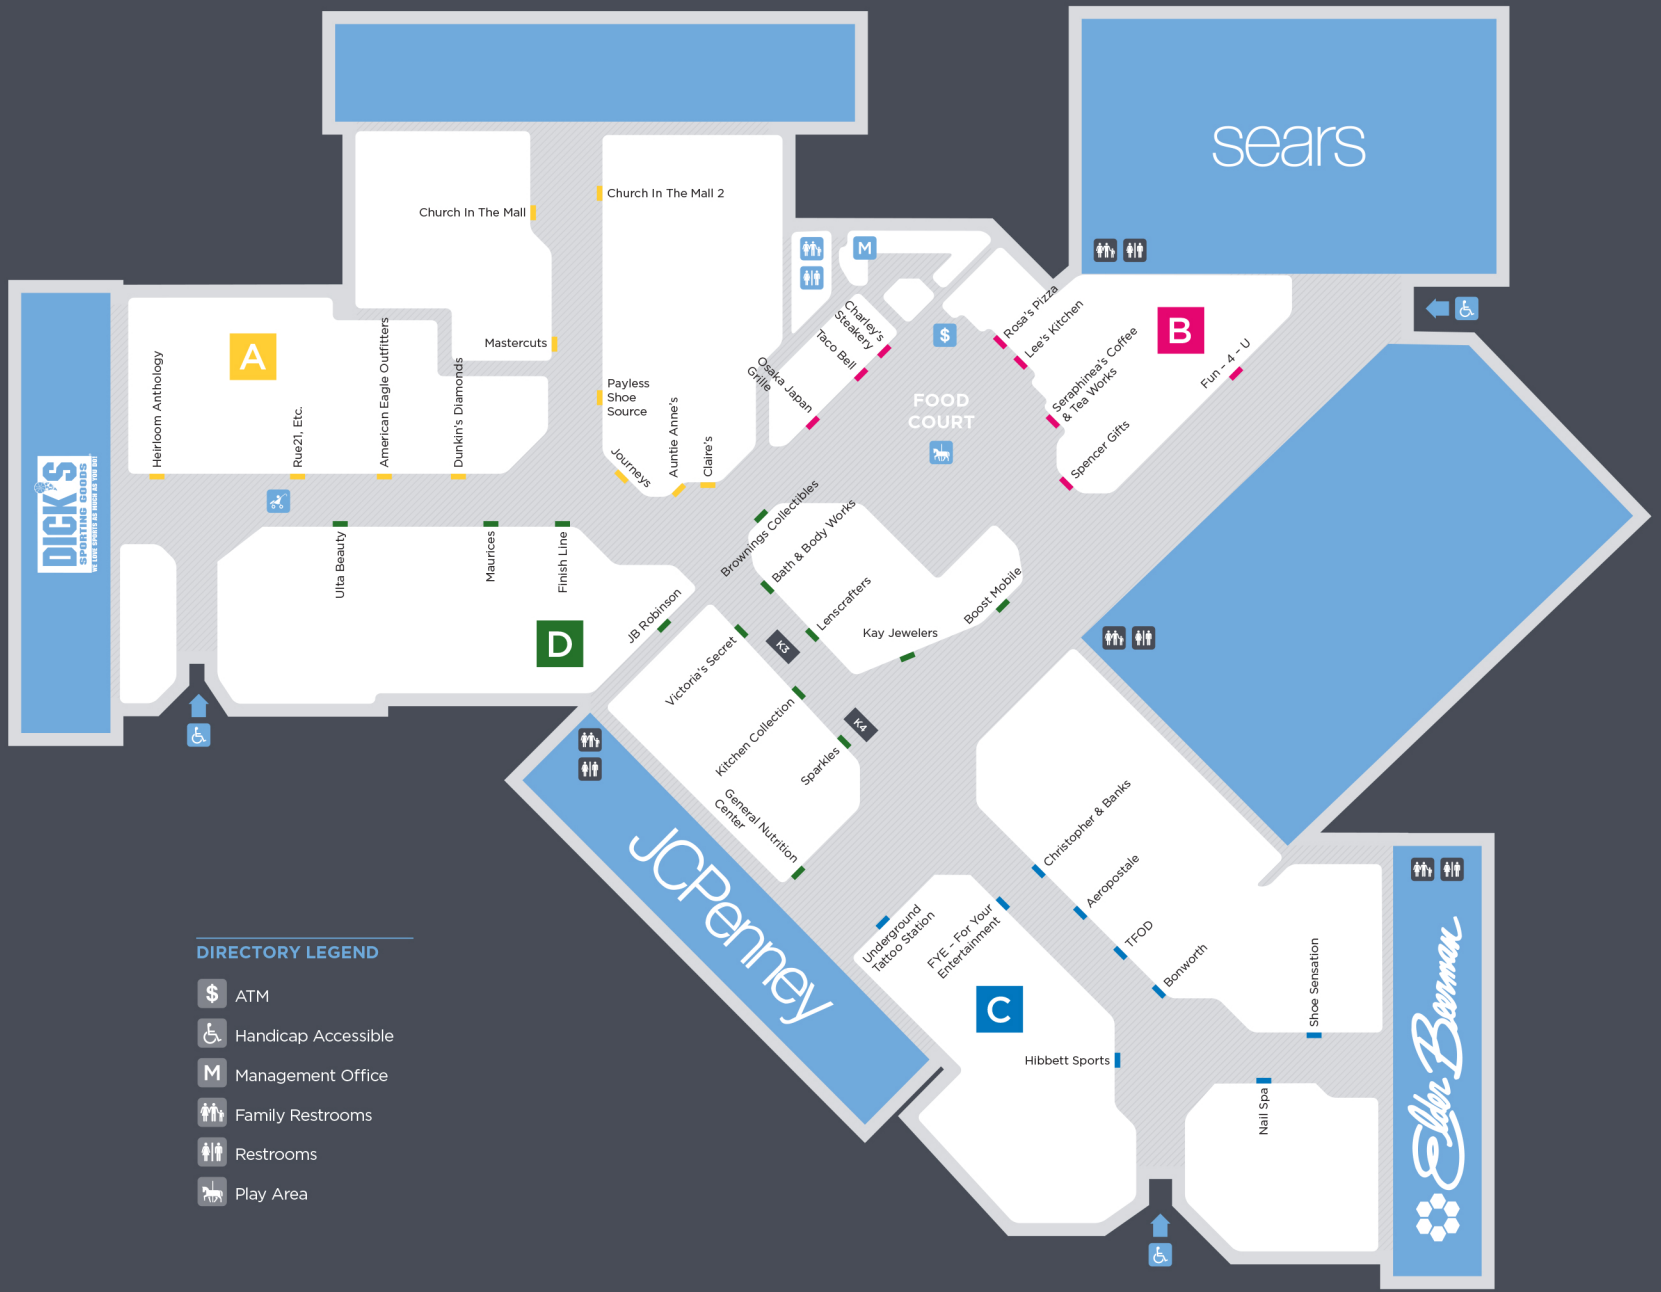 sears
Church In The Mall 2
Church In The Mall
M
Charley's
Steakery
Taco Bell
Osaka Japan
Grille
$
Rosa's Pizza
Lee's Kitchen
B
Seraphinea's Coffee
& Tea Works
Fun - 4 - U
Spencer Gifts
FOOD
COURT
A
Heirloom Anthology
Rue21, Etc.
American Eagle Outfitters
Dunkin's Diamonds
Mastercuts
Payless
Shoe
Source
Journeys
Auntie Anne's
Claire's
DICK'S
SPORTING GOODS
Ulta Beauty
Maurices
Finish Line
JB Robinson
D
Brownings Collectibles
Bath & Body Works
Lenscrafters
Kay Jewelers
Boost Mobile
K3
Victoria's Secret
Kitchen Collection
Sparkles
K4
General Nutrition
Center
JCPenney
Christopher & Banks
Aeropostale
TFOD
Bonworth
Shoe Sensation
Underground
Tattoo Station
FYE - For Your
Entertainment
C
Hibbett Sports
Nail Spa
Elder Beerman
DIRECTORY LEGEND
$ ATM
Handicap Accessible
M Management Office
Family Restrooms
Restrooms
Play Area